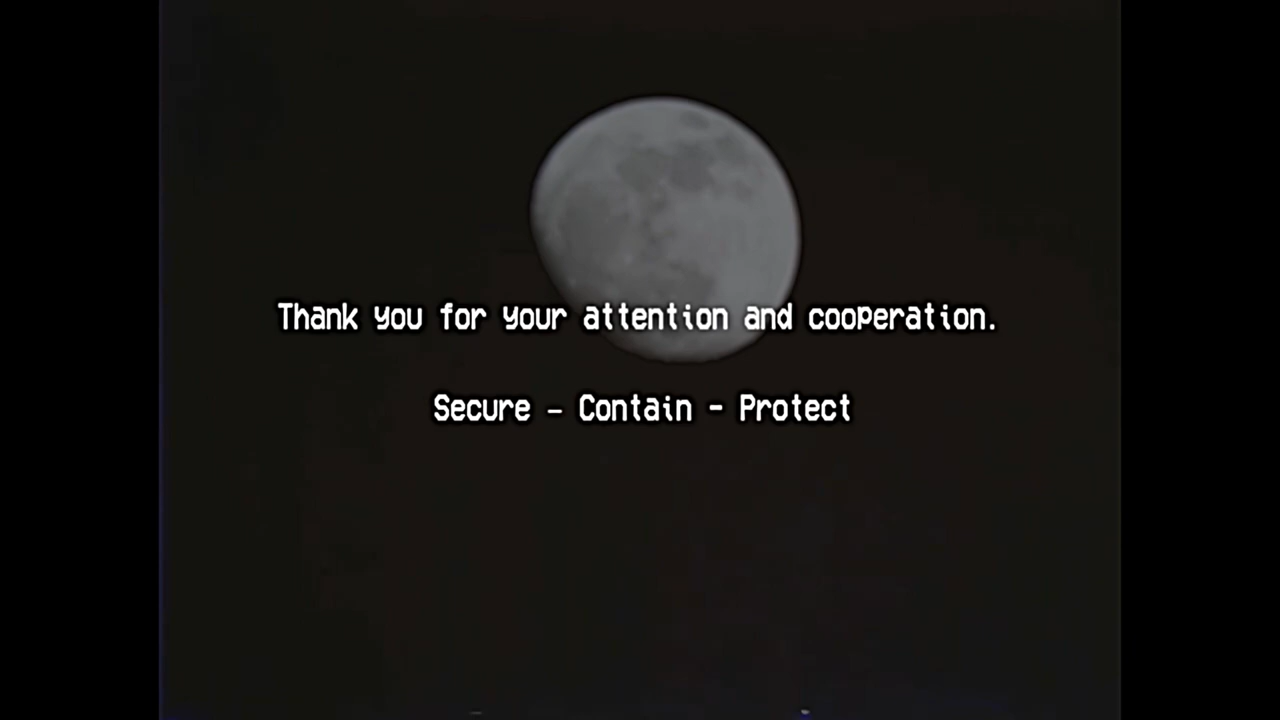 Thank you for your attention and cooperation.
Secure – Contain - Protect